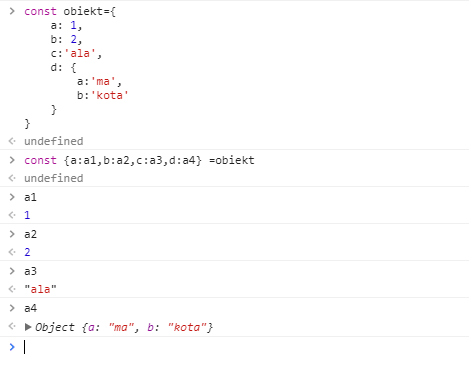 const obiekt={
a: 1,
b: 2,
c:'ala',
d: {
a:'ma',
b:'kota'
}
}
undefined
const {a:a1,b:a2,c:a3,d:a4} =obiekt
undefined
a1
1
a2
2
a3
"ala"
a4
Object {a: "ma", b: "kota"}